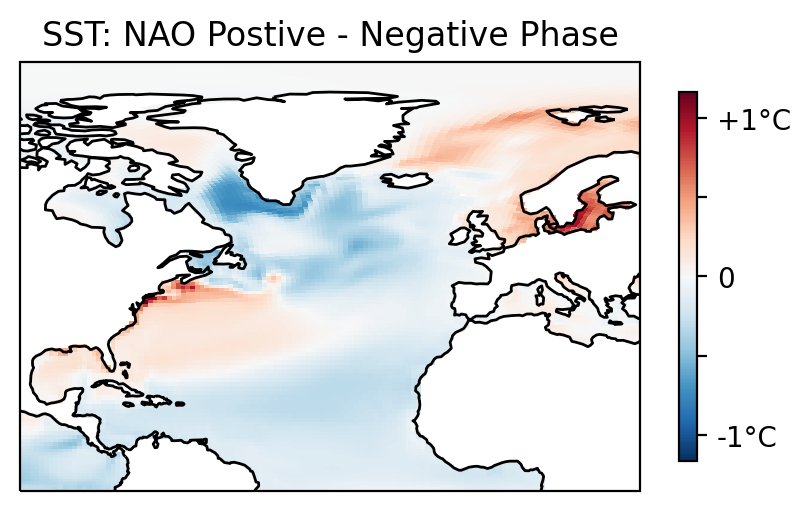 SST: NAO Postive - Negative Phase
+1°C
0
-1°C